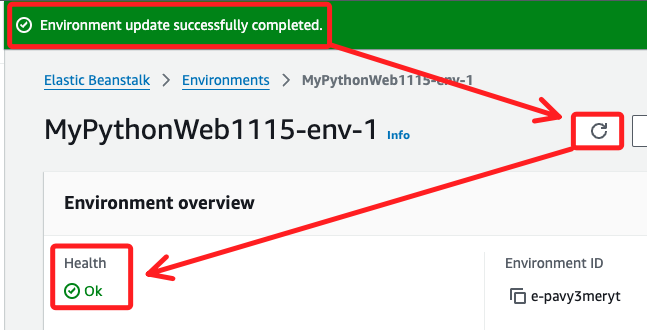 Environment update successfully completed.
Elastic Beanstalk > Environments > MyPythonWeb1115-env-1
MyPythonWeb1115-env-1 Info
Environment overview
Health
Environment ID
Ok
e-pavy3meryt